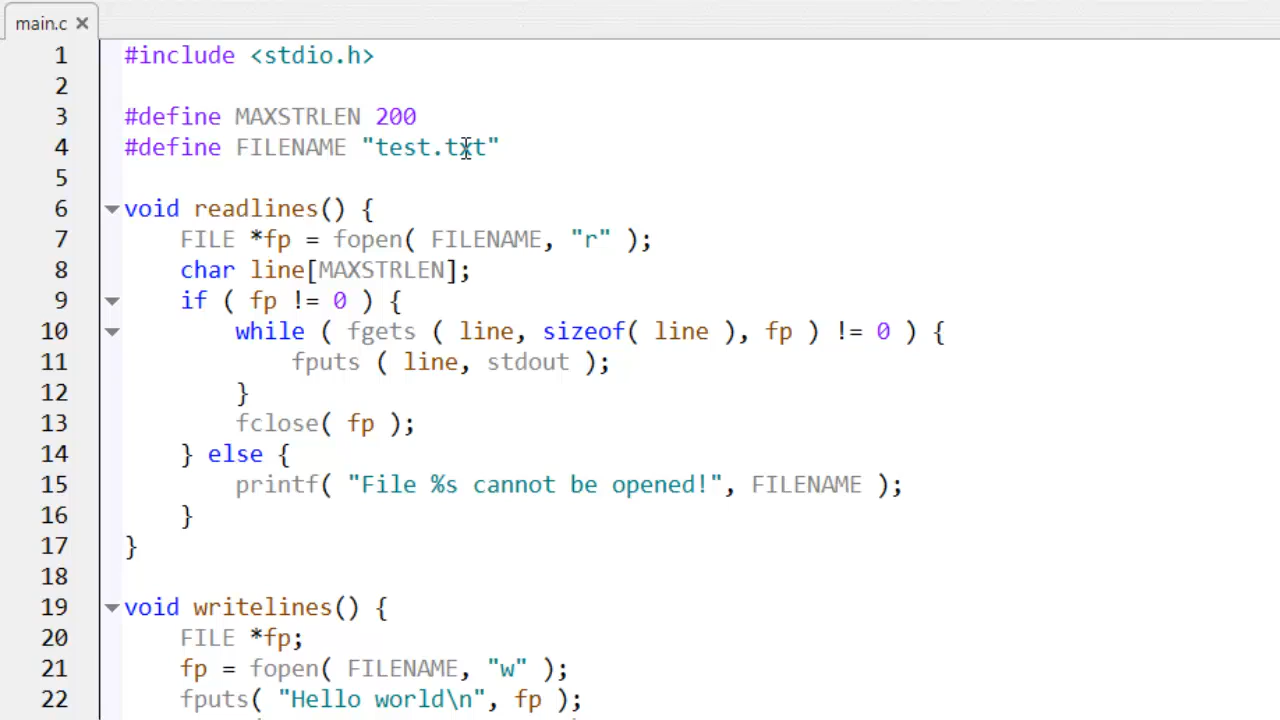 main.c ×
1 #include <stdio.h>
2
3 #define MAXSTRLEN 200
4 #define FILENAME "test.txt"
5
6 void readlines() {
7     FILE *fp = fopen( FILENAME, "r" );
8     char line[MAXSTRLEN];
9     if ( fp != 0 ) {
10         while ( fgets ( line, sizeof( line ), fp ) != 0 ) {
11             fputs ( line, stdout );
12         }
13         fclose( fp );
14     } else {
15         printf( "File %s cannot be opened!", FILENAME );
16     }
17 }
18
19 void writelines() {
20     FILE *fp;
21     fp = fopen( FILENAME, "w" );
22     fputs( "Hello world\n", fp );